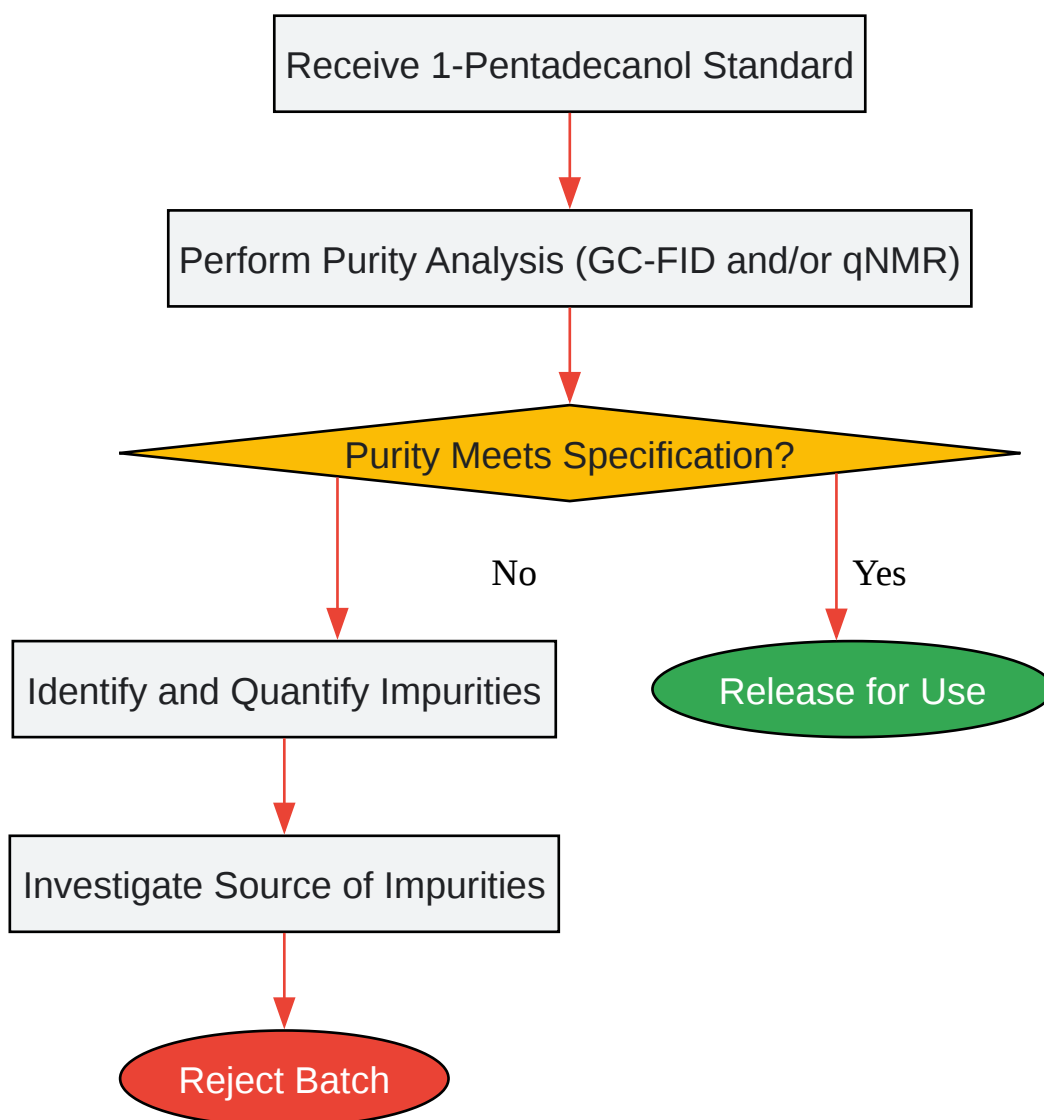 Receive 1-Pentadecanol Standard
Perform Purity Analysis (GC-FID and/or qNMR)
Purity Meets Specification?
No
Yes
Identify and Quantify Impurities
Release for Use
Investigate Source of Impurities
Reject Batch